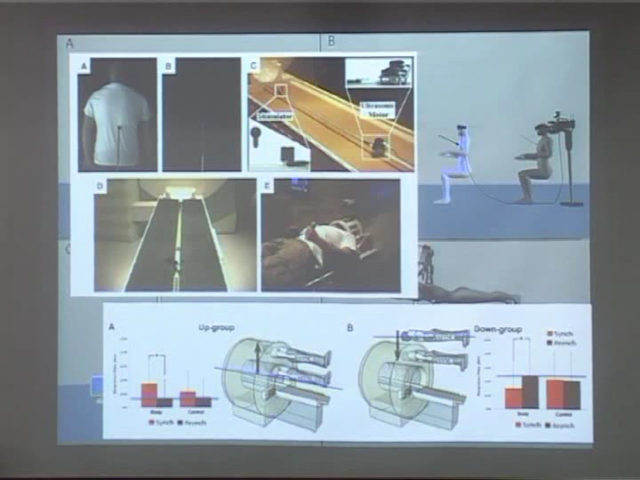 A
B
A
B
C
Stimulator
Ultrasonic
Motor
D
E
C
A
Up-group
B
Down-group
Synch
Asynch
Body
Control
Synch
Asynch
Body
Control
Synch
Asynch